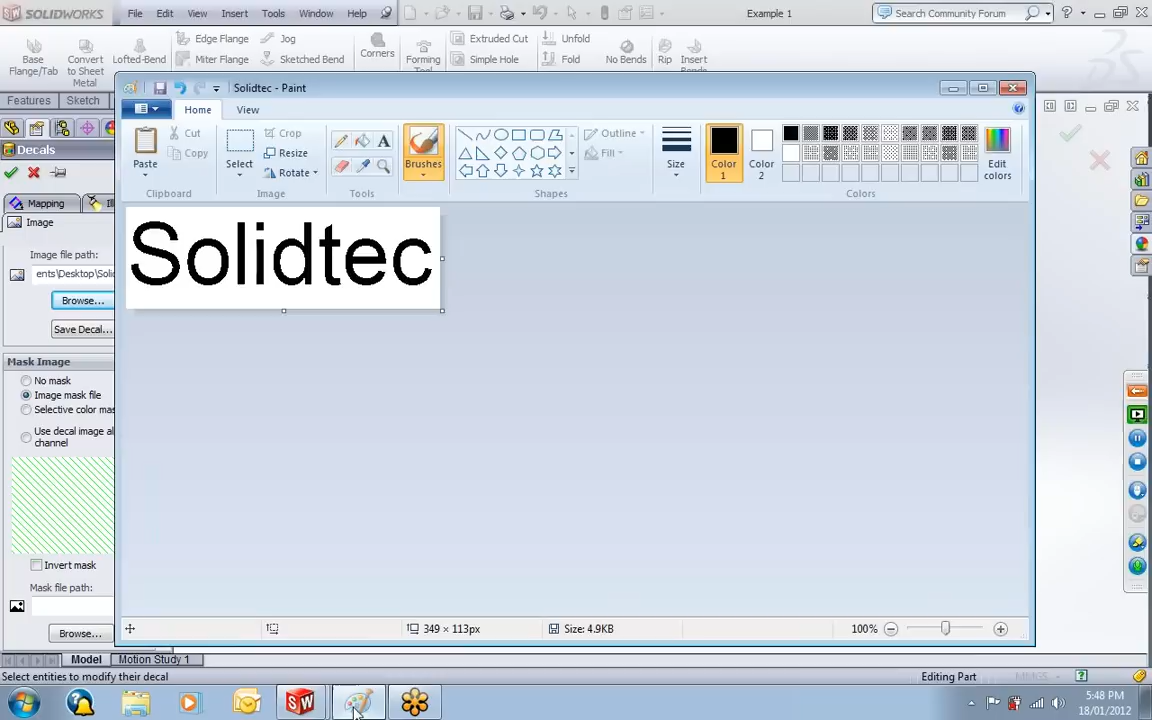 SOLIDWORKS File Edit View Insert Tools Window Help Example 1 Search Community Forum ?
Edge Flange Jog Extruded Cut Unfold
Base Flange/Tab Convert to Sheet Metal Lofted-Bend Miter Flange Sketched Bend Corners Forming Simple Hole Fold No Bends Rip Insert
Features Sketch
Solidtec - Paint
Home View
Decals
Paste Cut Copy Select Crop Resize Rotate A Brushes Outline Fill Size Color 1 Color 2 Edit colors
Clipboard Image Tools Shapes Colors
Mapping
Image
Solidtec
Image file path:
ents\Desktop\Solid
Browse...
Save Decal...
Mask Image
No mask
Image mask file
Selective color mas
Use decal image al
channel
Invert mask
Mask file path:
Browse...
349 × 113px Size: 4.9KB 100%
Model Motion Study 1
Select entities to modify their decal Editing Part MMGS
SW
5:48 PM
18/01/2012